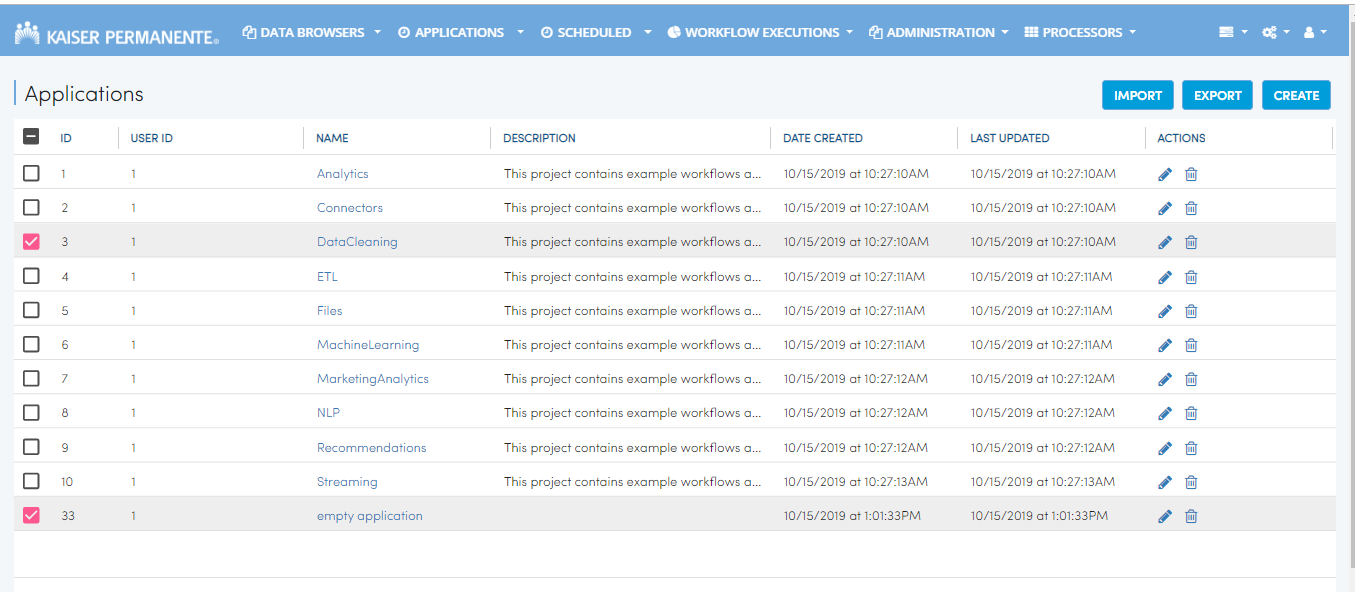 KAISER PERMANENTE® DATA BROWSERS APPLICATIONS SCHEDULED WORKFLOW EXECUTIONS ADMINISTRATION PROCESSORS
Applications IMPORT EXPORT CREATE
ID USER ID NAME DESCRIPTION DATE CREATED LAST UPDATED ACTIONS
1 1 Analytics This project contains example workflows a... 10/15/2019 at 10:27:10AM 10/15/2019 at 10:27:10AM
2 1 Connectors This project contains example workflows a... 10/15/2019 at 10:27:10AM 10/15/2019 at 10:27:10AM
3 1 DataCleaning This project contains example workflows a... 10/15/2019 at 10:27:10AM 10/15/2019 at 10:27:10AM
4 1 ETL This project contains example workflows a... 10/15/2019 at 10:27:11AM 10/15/2019 at 10:27:11AM
5 1 Files This project contains example workflows a... 10/15/2019 at 10:27:11AM 10/15/2019 at 10:27:11AM
6 1 MachineLearning This project contains example workflows a... 10/15/2019 at 10:27:11AM 10/15/2019 at 10:27:11AM
7 1 MarketingAnalytics This project contains example workflows a... 10/15/2019 at 10:27:12AM 10/15/2019 at 10:27:12AM
8 1 NLP This project contains example workflows a... 10/15/2019 at 10:27:12AM 10/15/2019 at 10:27:12AM
9 1 Recommendations This project contains example workflows a... 10/15/2019 at 10:27:12AM 10/15/2019 at 10:27:12AM
10 1 Streaming This project contains example workflows a... 10/15/2019 at 10:27:13AM 10/15/2019 at 10:27:13AM
33 1 empty application 10/15/2019 at 1:01:33PM 10/15/2019 at 1:01:33PM